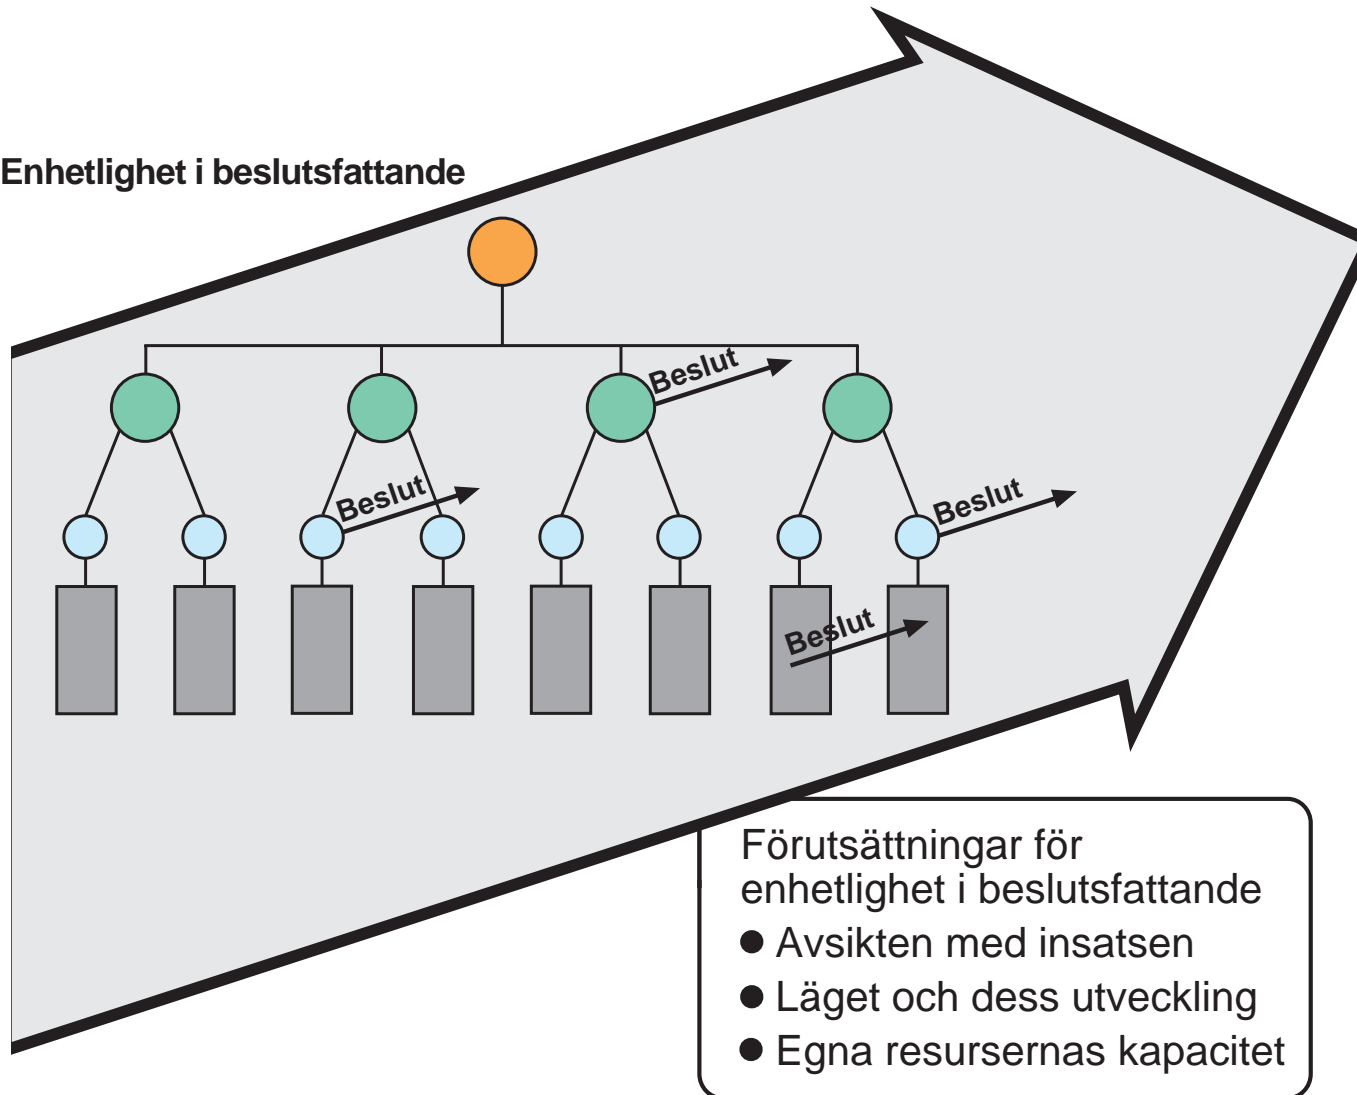 Enhetlighet i beslutsfattande
Beslut
Beslut
Beslut
Beslut
Förutsättningar för
enhetlighet i beslutsfattande
● Avsikten med insatsen
● Läget och dess utveckling
● Egna resursernas kapacitet